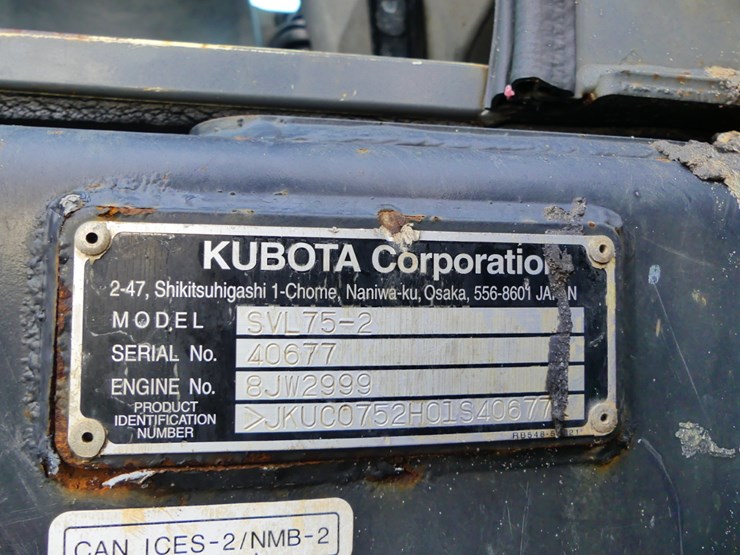 KUBOTA Corporation
2-47, Shikitsuhigashi 1-Chome, Naniwa-ku, Osaka, 556-8601 JAPAN
MODEL SVL75-2
SERIAL No. 40677
ENGINE No. 8JW2999
PRODUCT IDENTIFICATION NUMBER >JKUC0752H01S40677
CAN ICES-2/NMB-2